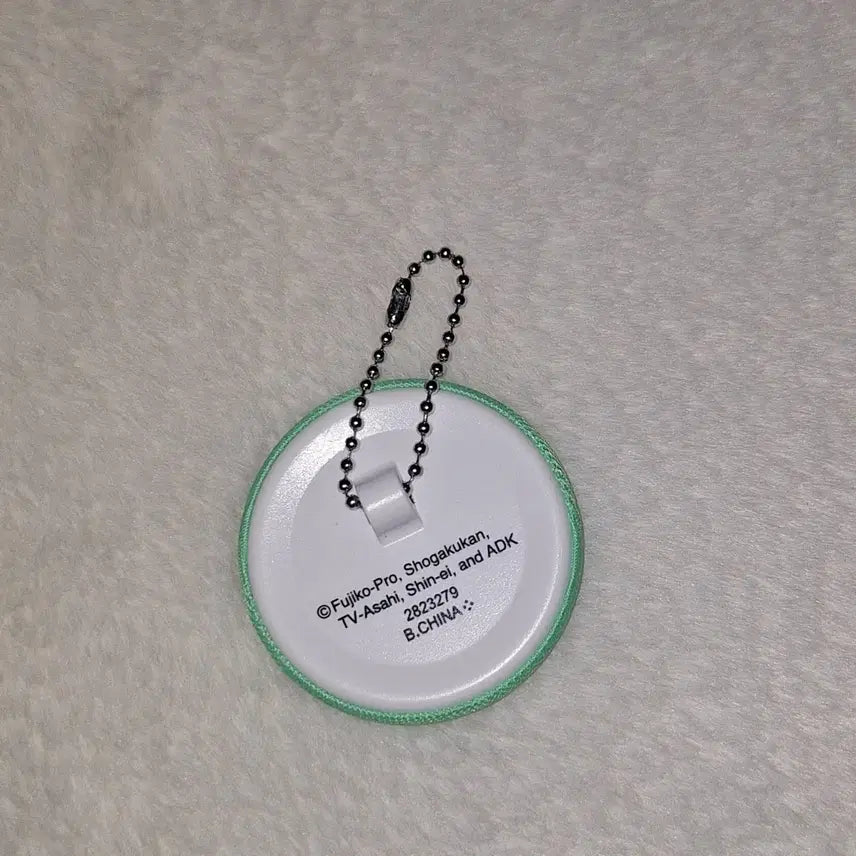 ©Fujiko-Pro, Shogakukan,
TV-Asahi, Shin-ei, and ADK
2823279
B.CHINA